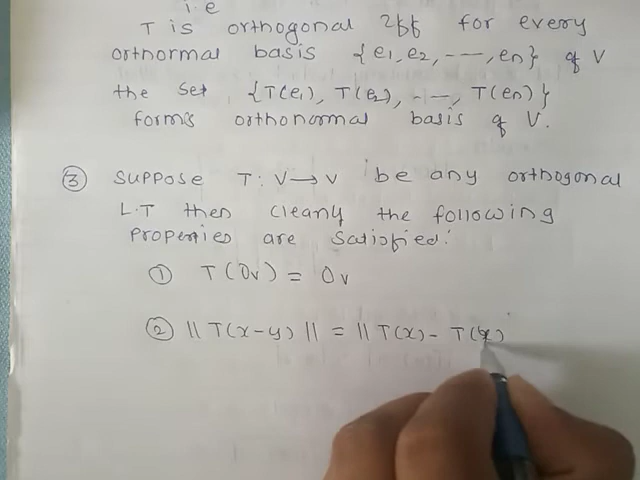 i.e
T is orthogonal iff for every
ortnormal basis {e1, e2, ---, en} of V
the set {T(e1), T(e2), ---, T(en)}
forms orthonormal basis of V.
③ Suppose T: V→V be any orthogonal
L.T then clearly the following
properties are satisfied:
① T(0v) = 0v
② ||T(x-y)|| = ||T(x) - T(y)